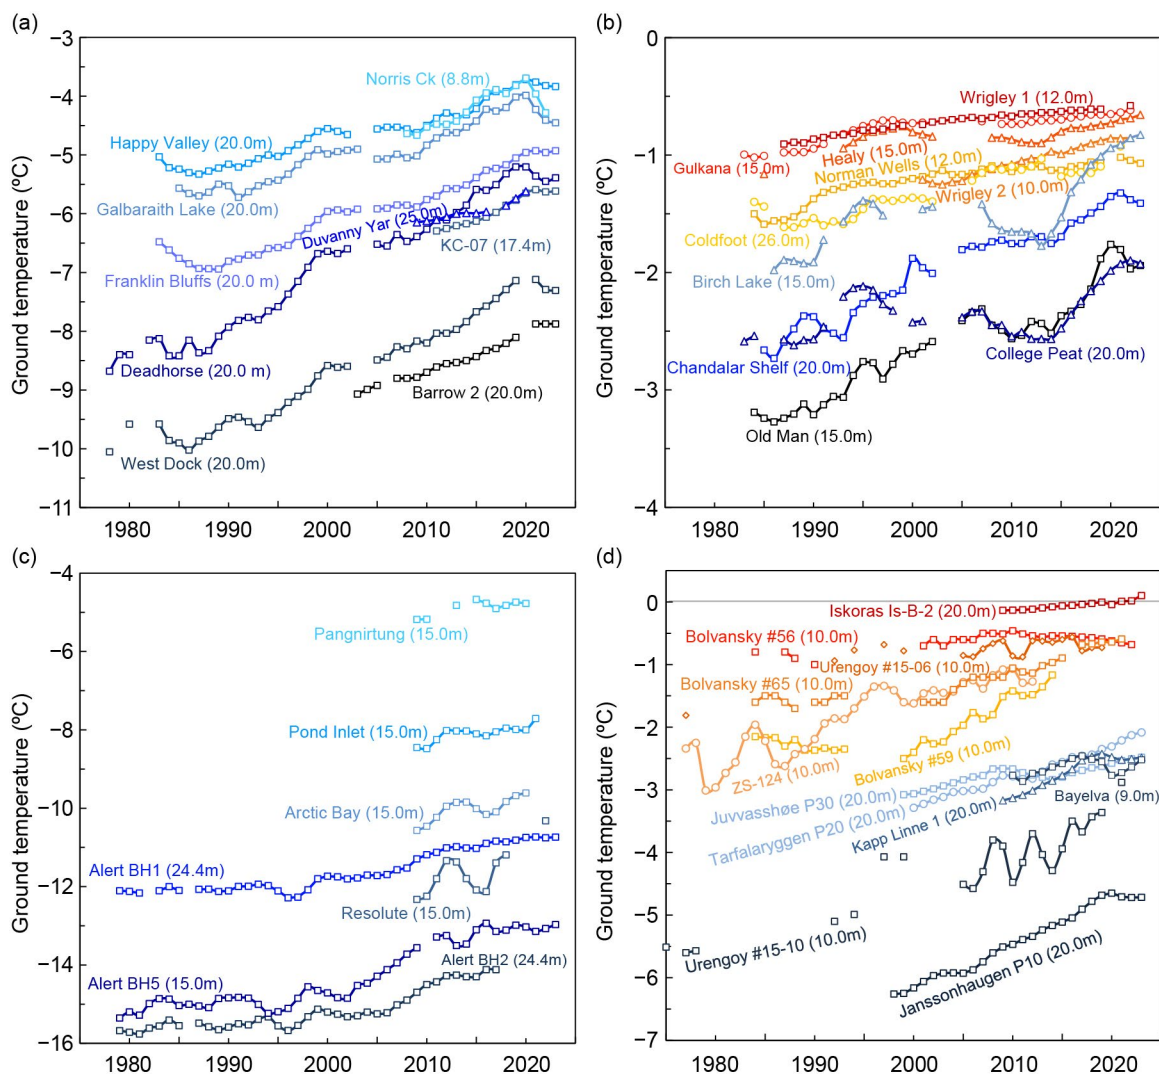 (a)
Ground temperature (ºC)
−3
−4
−5
−6
−7
−8
−9
−10
−11
Norris Ck (8.8m)
Happy Valley (20.0m)
Galbaraith Lake (20.0m)
Duvanny Yar (25.0m)
KC-07 (17.4m)
Franklin Bluffs (20.0 m)
Deadhorse (20.0 m)
Barrow 2 (20.0m)
West Dock (20.0m)
1980 1990 2000 2010 2020
(b)
Ground temperature (ºC)
0
−1
−2
−3
−4
Wrigley 1 (12.0m)
Gulkana (15.0m)
Healy (15.0m)
Norman Wells (12.0m)
Wrigley 2 (10.0m)
Coldfoot (26.0m)
Birch Lake (15.0m)
College Peat (20.0m)
Chandalar Shelf (20.0m)
Old Man (15.0m)
1980 1990 2000 2010 2020
(c)
Ground temperature (ºC)
−4
−6
−8
−10
−12
−14
−16
Pangnirtung (15.0m)
Pond Inlet (15.0m)
Arctic Bay (15.0m)
Alert BH1 (24.4m)
Resolute (15.0m)
Alert BH2 (24.4m)
Alert BH5 (15.0m)
1980 1990 2000 2010 2020
(d)
Ground temperature (ºC)
0
−1
−2
−3
−4
−5
−6
−7
Iskoras Is-B-2 (20.0m)
Bolvansky #56 (10.0m)
Urengoy #15-06 (10.0m)
Bolvansky #65 (10.0m)
ZS-124 (10.0m)
Bolvansky #59 (10.0m)
Juvvasshøe P30 (20.0m)
Tarfalaryggen P20 (20.0m)
Kapp Linne 1 (20.0m)
Bayelva (9.0m)
Urengoy #15-10 (10.0m)
Janssonhaugen P10 (20.0m)
1980 1990 2000 2010 2020